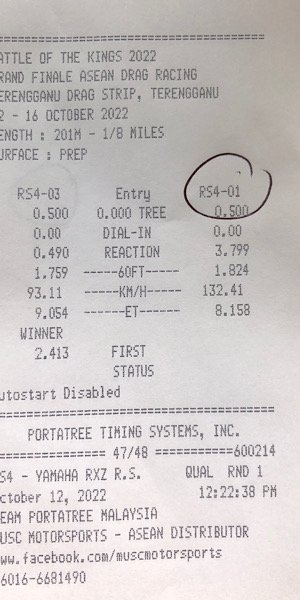 =====================================
ATTLE OF THE KINGS 2022
RAND FINALE ASEAN DRAG RACING
ERENGGANU DRAG STRIP, TERENGGANU
2 - 16 OCTOBER 2022
ENGTH : 201M - 1/8 MILES
URFACE : PREP
RS4-03 Entry RS4-01
0.500 0.000 TREE 0.500
0.00 DIAL-IN 0.00
0.490 REACTION 3.799
1.759 ------60FT------ 1.824
93.11 ------KM/H------ 132.41
9.054 -------ET------- 8.158
WINNER
2.413 FIRST
STATUS
utostart Disabled
=====================================
PORTATREE TIMING SYSTEMS, INC.
=============== 47/48 ===========600214
S4 - YAMAHA RXZ R.S. QUAL RND 1
ctober 12, 2022 12:22:38 PM
EAM PORTATREE MALAYSIA
USC MOTORSPORTS - ASEAN DISTRIBUTOR
ww.facebook.com/muscmotorsports
6016-6681490